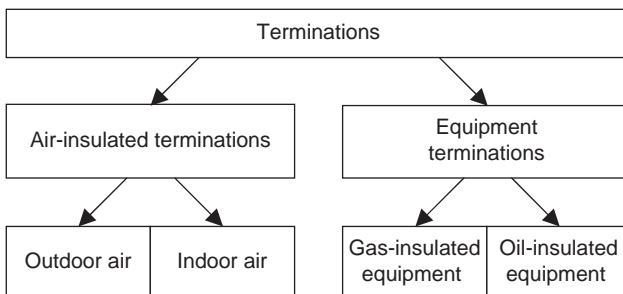 Terminations
Air-insulated terminations
Equipment
terminations
Outdoor air
Indoor air
Gas-insulated
equipment
Oil-insulated
equipment